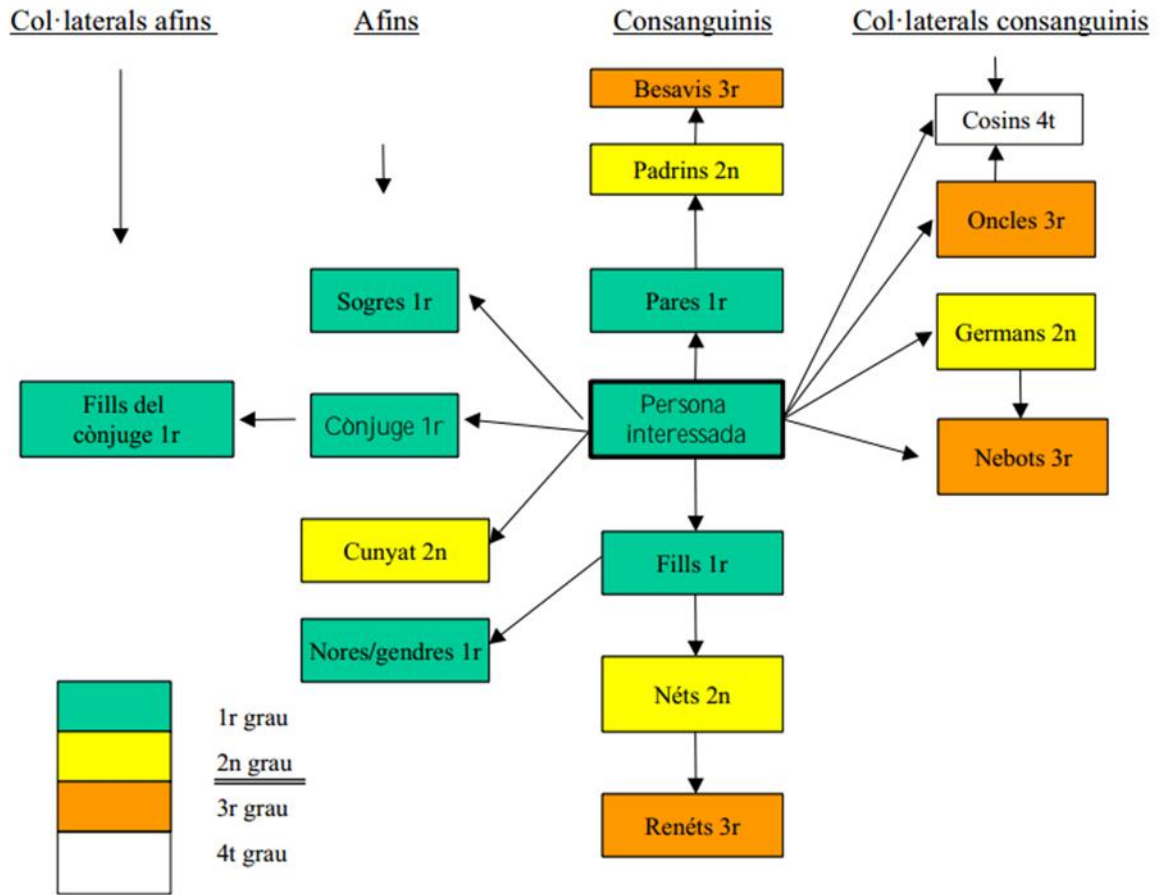 Col·laterals afins
Afins
Consanguinis
Col·laterals consanguinis
Besavis 3r
Cosins 4t
Padrins 2n
Oncles 3r
Sogres 1r
Pares 1r
Germans 2n
Fills del
cònjuge 1r
Cònjuge 1r
Persona
interessada
Nebots 3r
Cunyat 2n
Fills 1r
Nores/gendres 1r
Néts 2n
Renéts 3r
1r grau
2n grau
3r grau
4t grau